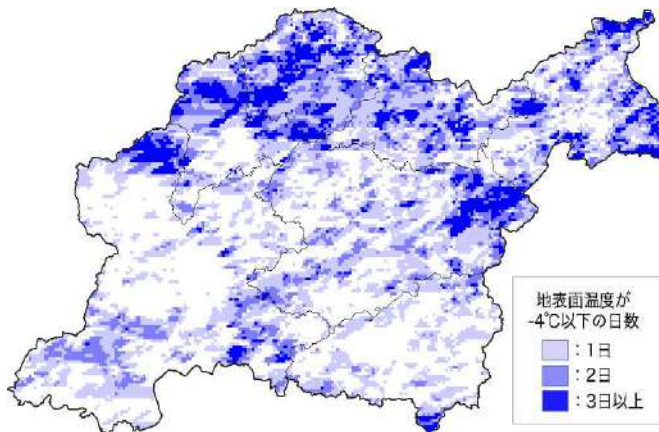 地表面温度が
-4℃以下の日数
：1日
：2日
：3日以上